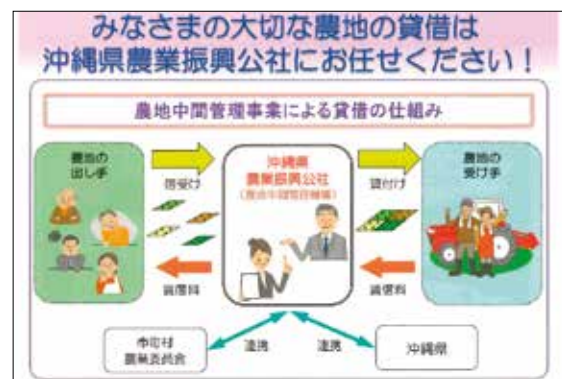 みなさまの大切な農地の貸借は
沖縄県農業振興公社にお任せください！
農地中間管理事業による貸借の仕組み
農地の
出し手
借受け
沖縄県
農業振興公社
(農地中間管理機構)
貸付け
農地の
受け手
賃借料
賃借料
市町村
農業委員会
連携
連携
沖縄県